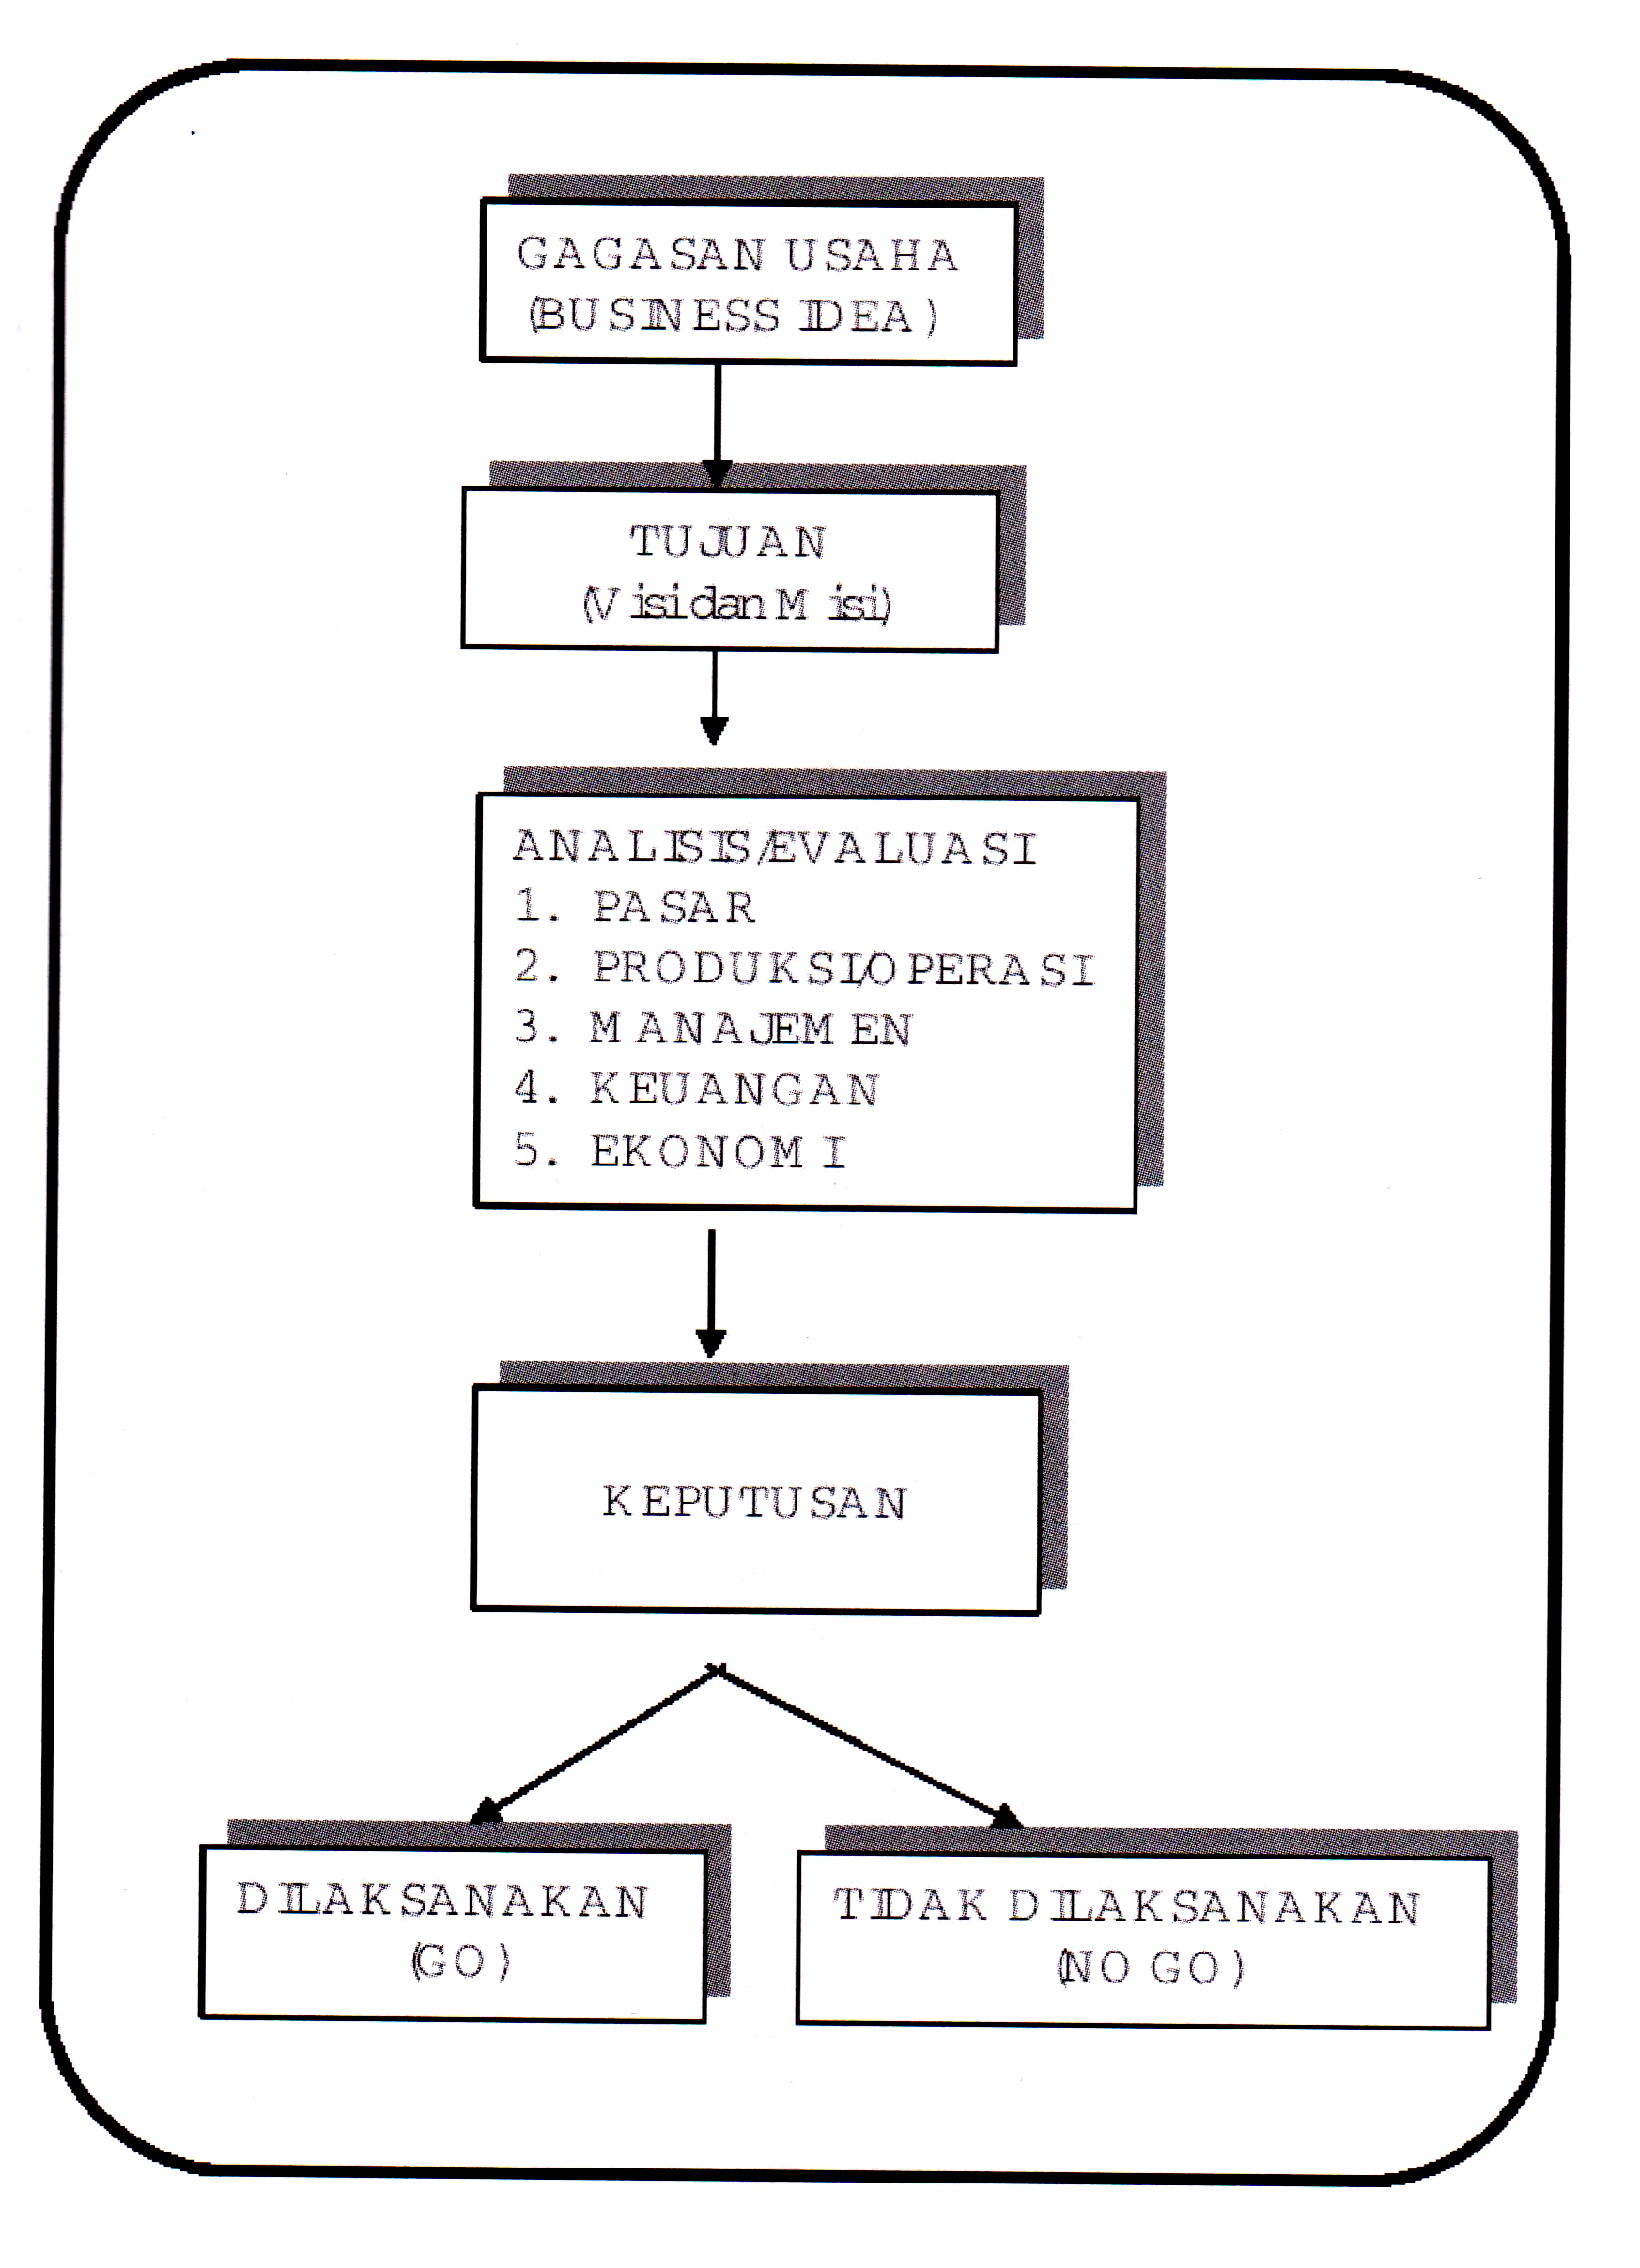 GAGASAN USAHA
(BUSINESS IDEA)
TUJUAN
(Visi dan Misi)
ANALISIS/EVALUASI
1. PASAR
2. PRODUKSI/OPERASI
3. MANAJEMEN
4. KEUANGAN
5. EKONOMI
KEPUTUSAN
DILAKSANAKAN
(GO)
TIDAK DILAKSANAKAN
(NO GO)